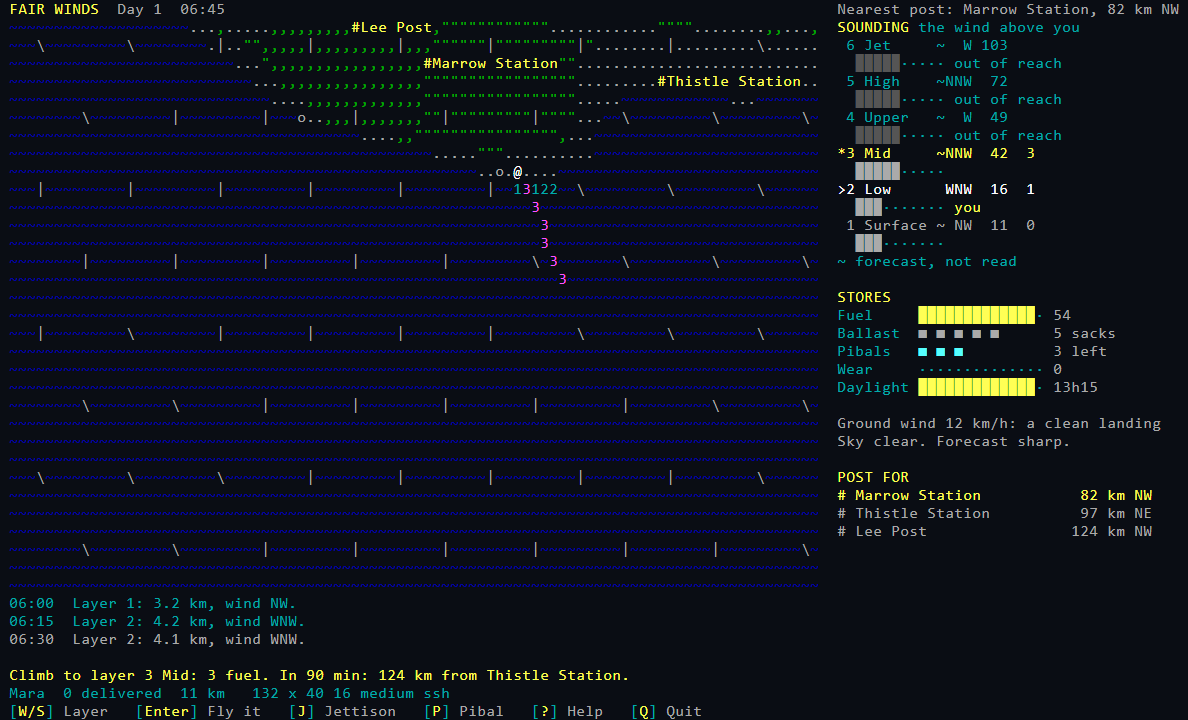 FAIR WINDS  Day 1  06:45
Nearest post: Marrow Station, 82 km NW
#Lee Post
#Marrow Station
#Thistle Station
SOUNDING the wind above you
6 Jet     ~  W 103
out of reach
5 High    ~NNW  72
out of reach
4 Upper   ~  W  49
out of reach
*3 Mid     ~NNW  42  3
>2 Low      WNW  16  1
you
1 Surface ~ NW  11  0
~ forecast, not read
o
o.@
13122
3
3
3
3
3
STORES
Fuel 54
Ballast 5 sacks
Pibals 3 left
Wear 0
Daylight 13h15
Ground wind 12 km/h: a clean landing
Sky clear. Forecast sharp.
POST FOR
# Marrow Station 82 km NW
# Thistle Station 97 km NE
# Lee Post 124 km NW
06:00  Layer 1: 3.2 km, wind NW.
06:15  Layer 2: 4.2 km, wind WNW.
06:30  Layer 2: 4.1 km, wind WNW.
Climb to layer 3 Mid: 3 fuel. In 90 min: 124 km from Thistle Station.
Mara  0 delivered  11 km   132 x 40 16 medium ssh
[W/S] Layer   [Enter] Fly it   [J] Jettison   [P] Pibal   [?] Help   [Q] Quit